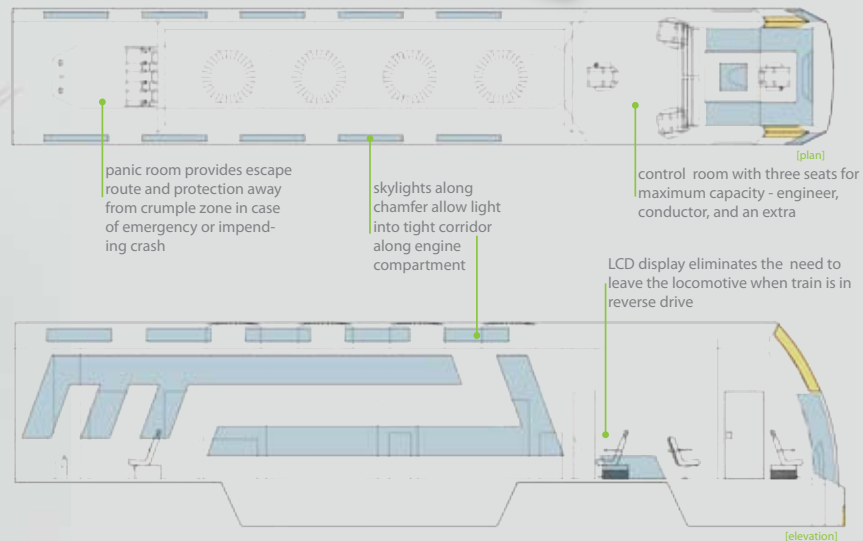 [plan]
panic room provides escape
route and protection away
from crumple zone in case
of emergency or impend-
ing crash
skylights along
chamfer allow light
into tight corridor
along engine
compartment
control room with three seats for
maximum capacity - engineer,
conductor, and an extra
LCD display eliminates the need to
leave the locomotive when train is in
reverse drive
[elevation]